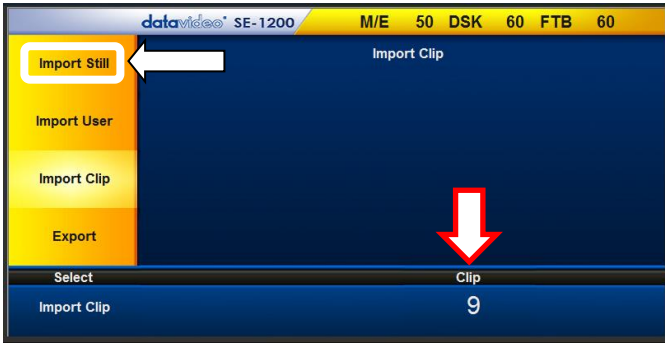 datavideo SE-1200 M/E 50 DSK 60 FTB 60
Import Still
Import Clip
Import User
Import Clip
Export
Select Clip
Import Clip 9